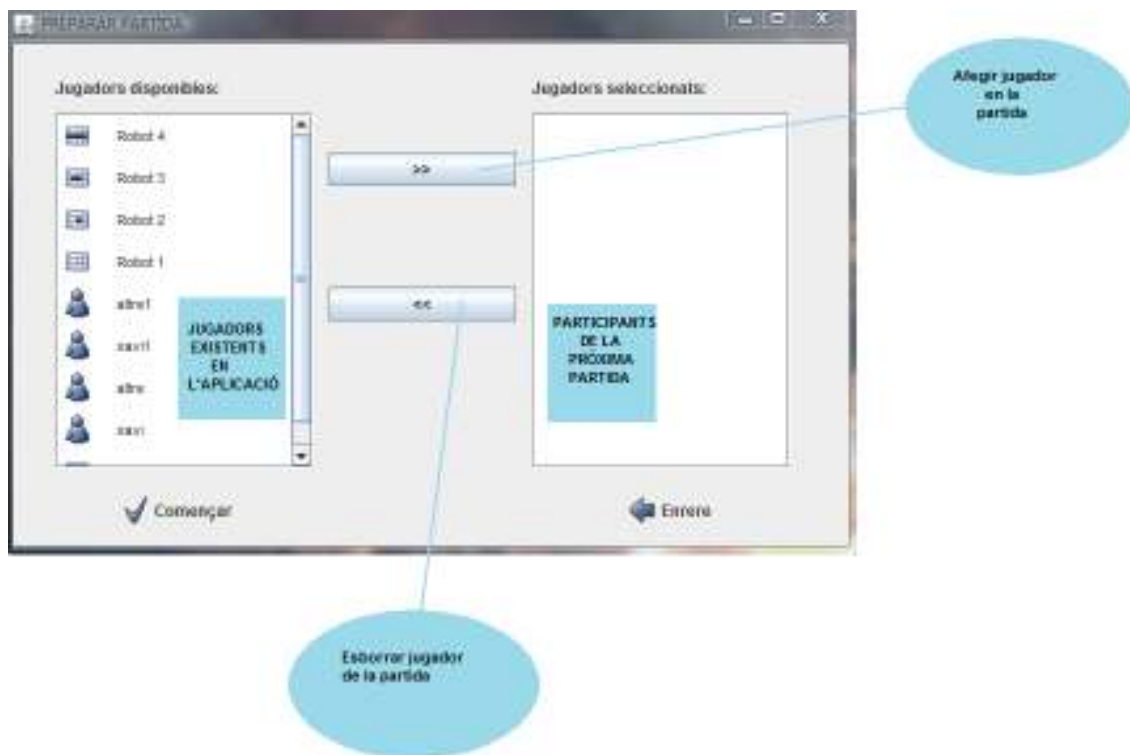 PREPARAR PARTIDA
Jugadors disponibles:
Jugadors seleccionats:
Afegir jugador
en la
partida
Robot 4
>>
Robot 3
Robot 2
Robot 1
altre1
<<
xavi1
altre
xavi
JUGADORS
EXISTENTS
EN
L'APLICACIÓ
PARTICIPANTS
DE LA
PRÒXIMA
PARTIDA
Començar
Enrere
Esborrar jugador
de la partida